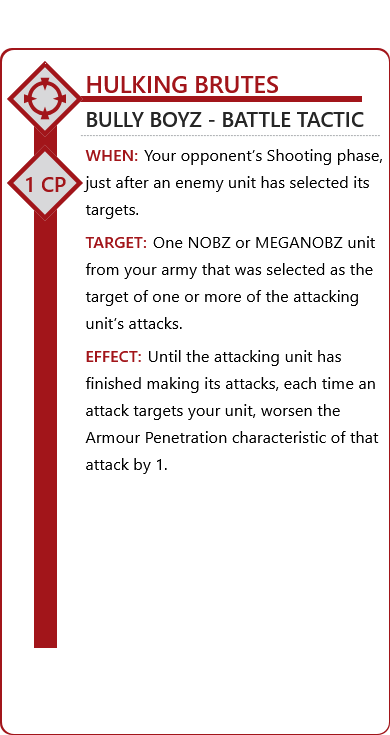 HULKING BRUTES
BULLY BOYZ - BATTLE TACTIC
1 CP
WHEN: Your opponent’s Shooting phase,
just after an enemy unit has selected its
targets.
TARGET: One NOBZ or MEGANOBZ unit
from your army that was selected as the
target of one or more of the attacking
unit’s attacks.
EFFECT: Until the attacking unit has
finished making its attacks, each time an
attack targets your unit, worsen the
Armour Penetration characteristic of that
attack by 1.